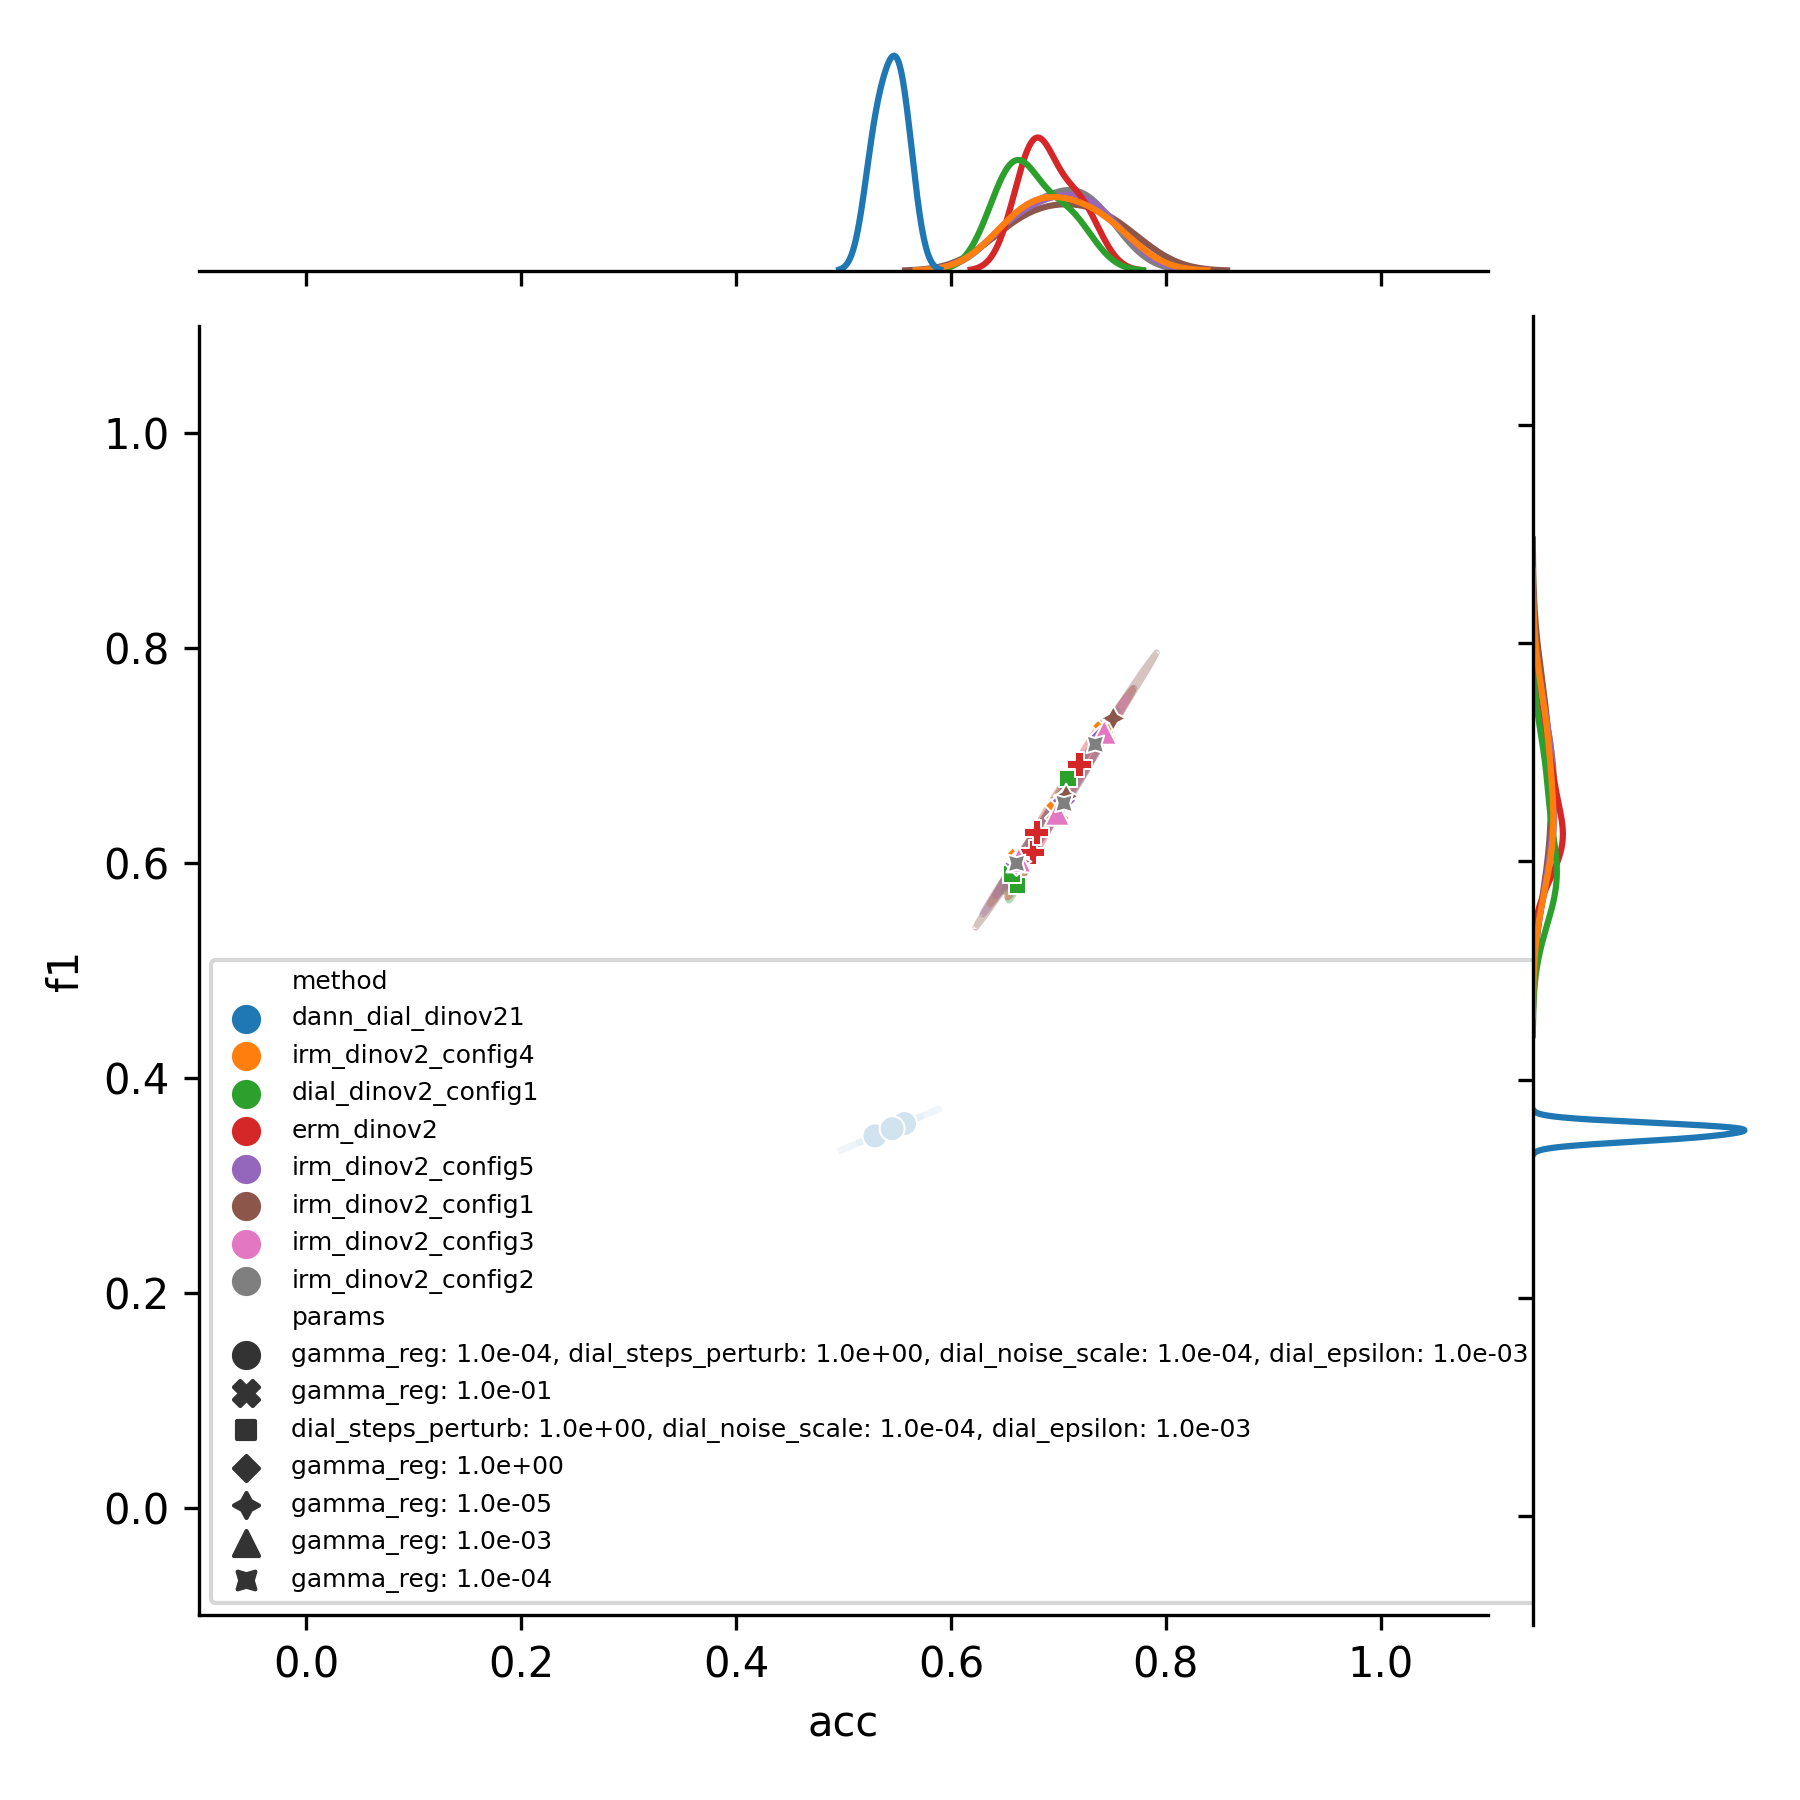 1.0
0.8
0.6
0.4
0.2
0.0
f1
method
dann_dial_dinov21
irm_dinov2_config4
dial_dinov2_config1
erm_dinov2
irm_dinov2_config5
irm_dinov2_config1
irm_dinov2_config3
irm_dinov2_config2
params
gamma_reg: 1.0e-04, dial_steps_perturb: 1.0e+00, dial_noise_scale: 1.0e-04, dial_epsilon: 1.0e-03
gamma_reg: 1.0e-01
dial_steps_perturb: 1.0e+00, dial_noise_scale: 1.0e-04, dial_epsilon: 1.0e-03
gamma_reg: 1.0e+00
gamma_reg: 1.0e-05
gamma_reg: 1.0e-03
gamma_reg: 1.0e-04
0.0 0.2 0.4 0.6 0.8 1.0
acc